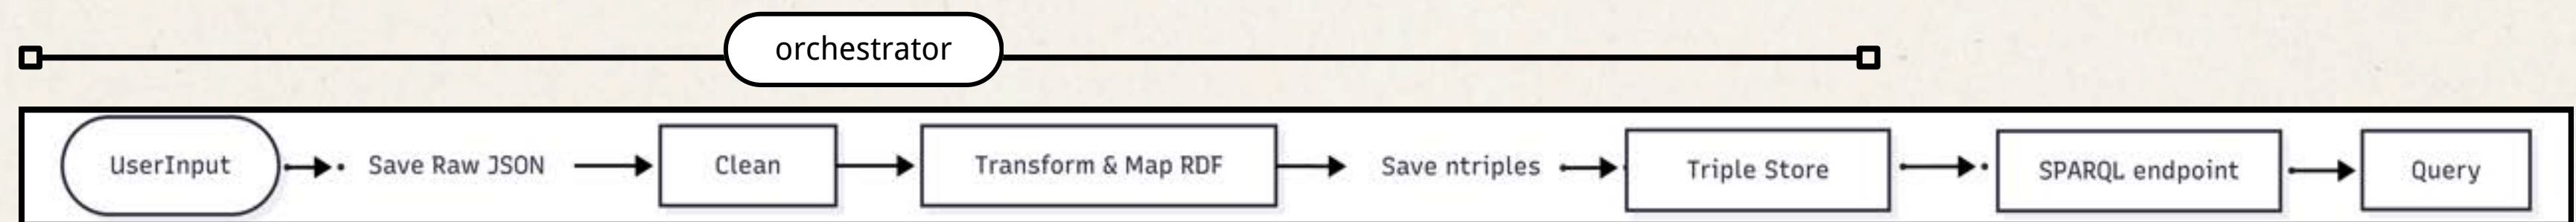 orchestrator
UserInput
Save Raw JSON
Clean
Transform & Map RDF
Save ntriples
Triple Store
SPARQL endpoint
Query